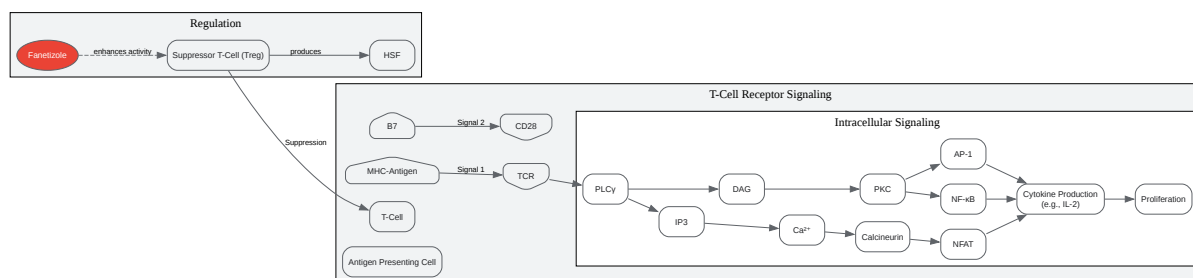 Regulation
Fanetizole
enhances activity
Suppressor T-Cell (Treg)
produces
HSF
Suppression
T-Cell Receptor Signaling
B7
Signal 2
CD28
MHC-Antigen
Signal 1
TCR
T-Cell
Antigen Presenting Cell
Intracellular Signaling
PLCγ
DAG
IP3
Ca²⁺
PKC
Calcineurin
AP-1
NF-κB
NFAT
Cytokine Production
(e.g., IL-2)
Proliferation